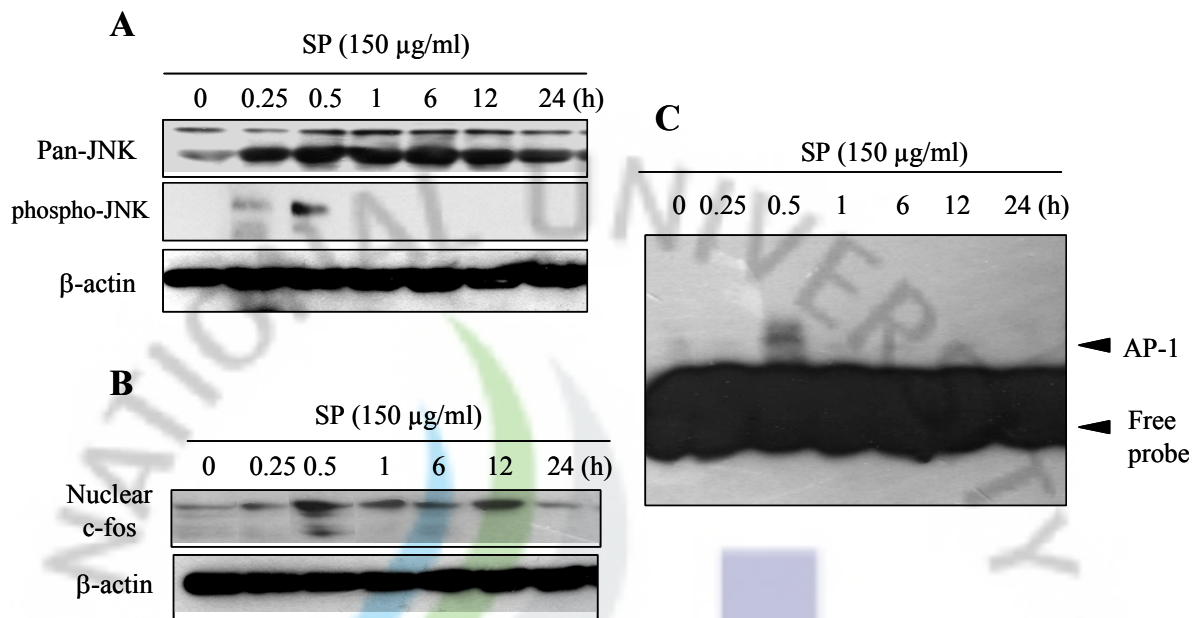 A
SP (150 µg/ml)
0 0.25 0.5 1 6 12 24 (h)
Pan-JNK
phospho-JNK
β-actin
B
SP (150 µg/ml)
0 0.25 0.5 1 6 12 24 (h)
Nuclear
c-fos
β-actin
C
SP (150 µg/ml)
0 0.25 0.5 1 6 12 24 (h)
AP-1
Free
probe
NATIONAL UNIVERSITY